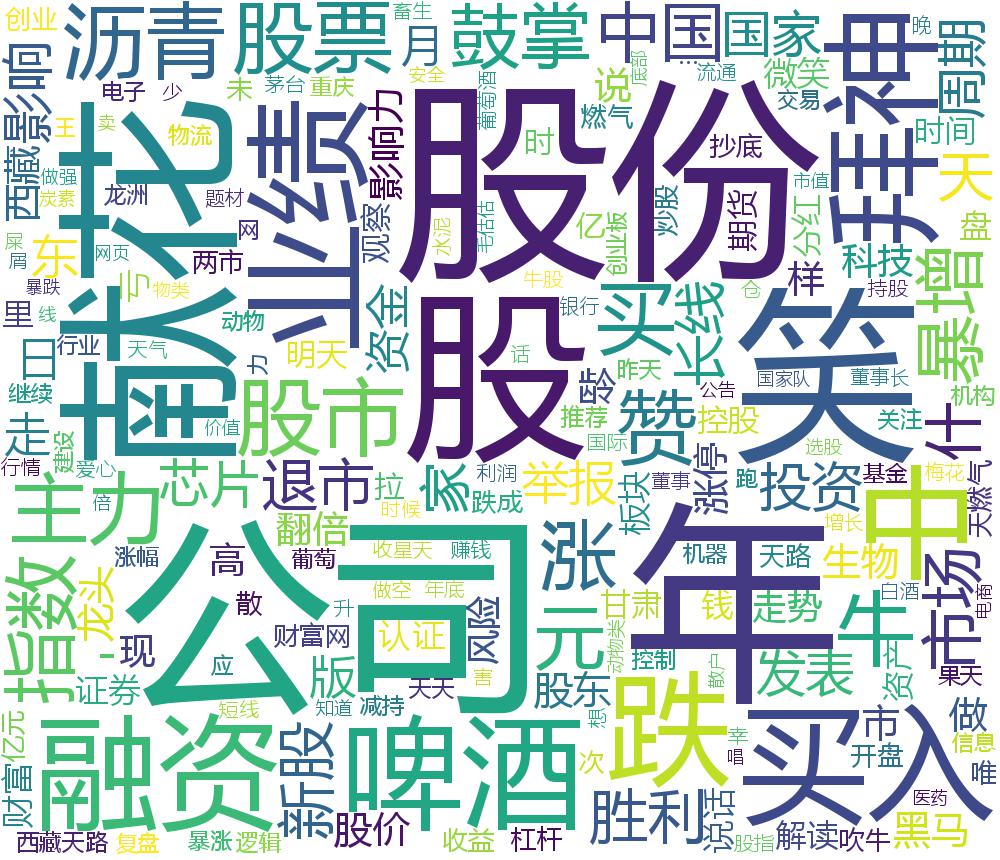 创业
沥青
股票
月
鼓掌
中国
国家
周期
晚
畜生
安全
底部
流通
微笑
交易
拜神
影响
西藏
电子
少
未
茅台
重庆
说
燃气
葡萄酒
影响力
时
抄底
时间
天
王
卖
物流
献花
业绩
股份
做强
炭素
龙洲
题材
网
观察
水泥
毛估估
亿
创业板
炒股
期货
市值
分红
盘
科技
东
屎
屑
网页
两市
暴跌
亏
物类
牛股
样
持股
暴增
里
线
日
动物
资金
银行
买
长线
仓
行业
天气
力
明天
股
话
笑
继续
昨天
国家队
董事长
机构
走
建设
价值
股市
推荐
赞
控股
公告
关注
什
行情
爱心
国际
选股
倍
芯片
退市
拉
家
利润
举报
板块
董事
涨停
跑
投资
基金
梅花
天燃气
主力
跌成
中
翻倍
时候
涨幅
高
葡萄
收星天
赚钱
涨
机器
天路
增长
生物
白酒
市场
电商
指数
龙头
公司
做空
年底
年
散
升
认证
风险
元
甘肃
钱
走势
牛
现
财富网
动物类
控制
果天
证券
应
版
天天
害
股东
散户
发表
资产
短线
知道
减持
想
跌
亿元
融资
新股
啤酒
次
幸
唱
买入
市
做
财富
胜利
说话
开盘
信息
唯
医药
西藏天路
复盘
暴涨
逻辑
股价
收益
杠杆
股指
解读
吹牛
黑马